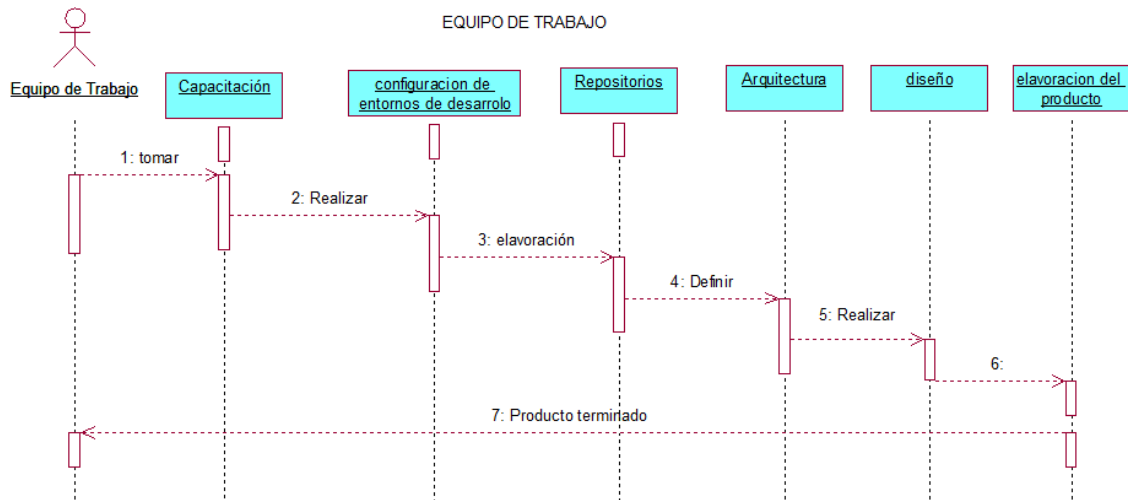 EQUIPO DE TRABAJO
Equipo de Trabajo
Capacitación
configuracion de
entornos de desarrolo
Repositorios
Arquitectura
diseño
elavoracion del
producto
1: tomar
2: Realizar
3: elavoración
4: Definir
5: Realizar
6:
7: Producto terminado